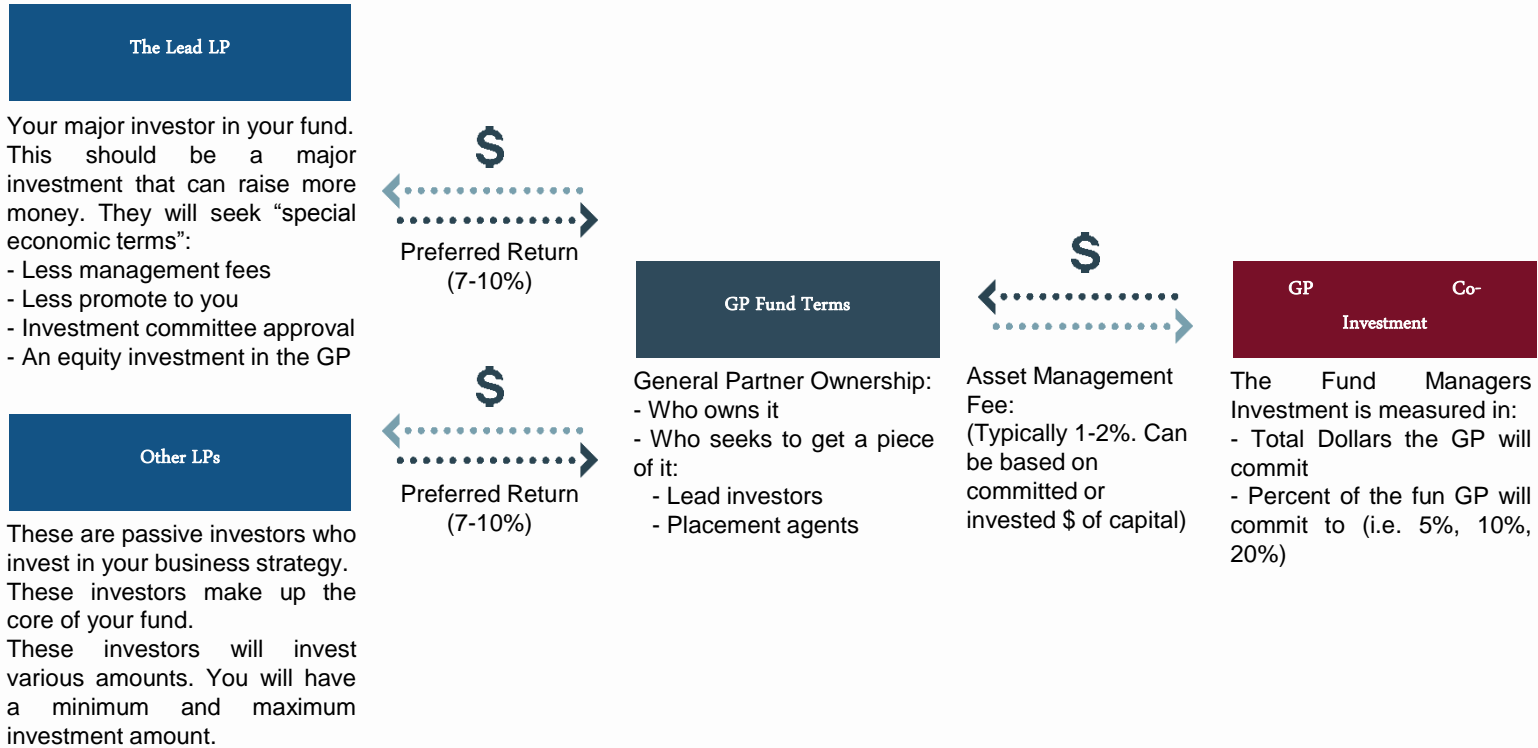 The Lead LP
Your major investor in your fund.
This should be a major
investment that can raise more
money. They will seek “special
economic terms”:
- Less management fees
- Less promote to you
- Investment committee approval
- An equity investment in the GP
Other LPs
These are passive investors who
invest in your business strategy.
These investors make up the
core of your fund.
These investors will invest
various amounts. You will have
a minimum and maximum
investment amount.
$
Preferred Return
(7-10%)
$
Preferred Return
(7-10%)
GP Fund Terms
General Partner Ownership:
- Who owns it
- Who seeks to get a piece
of it:
- Lead investors
- Placement agents
$
Asset Management
Fee:
(Typically 1-2%. Can
be based on
committed or
invested $ of capital)
GP Co-
Investment
The Fund Managers
Investment is measured in:
- Total Dollars the GP will
commit
- Percent of the fun GP will
commit to (i.e. 5%, 10%,
20%)